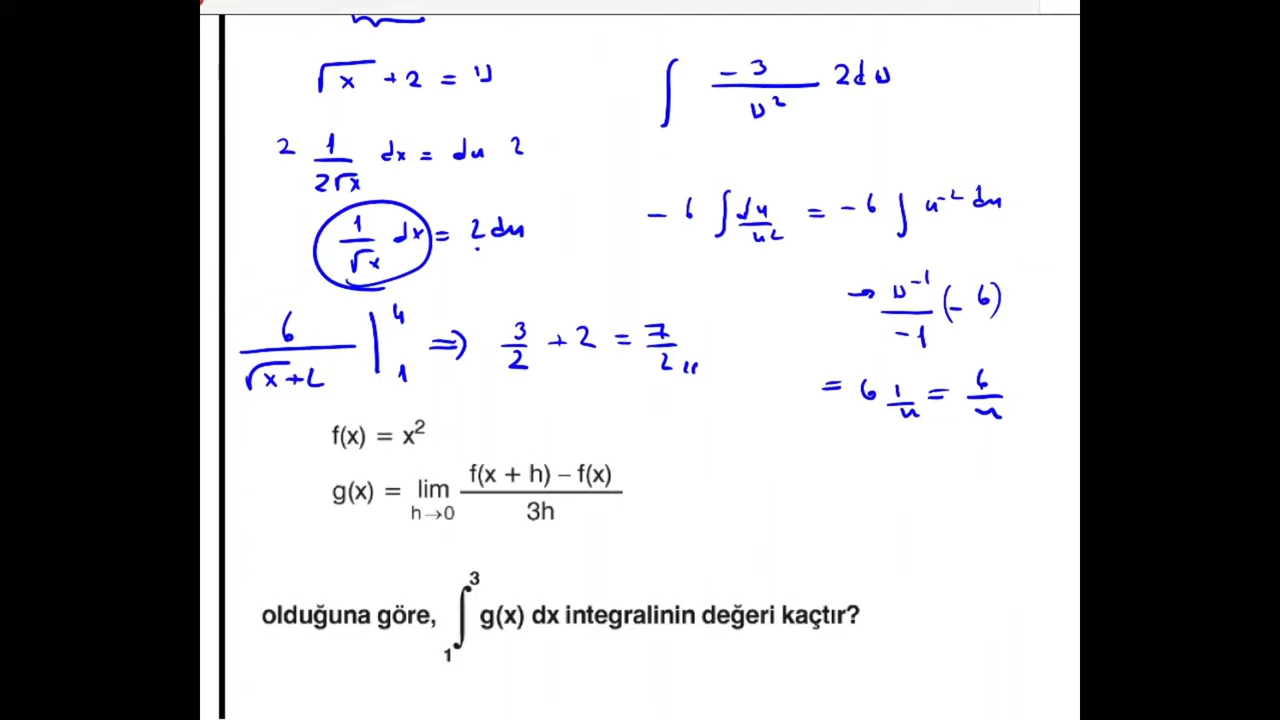 √x + 2 = u
∫ -3/u² 2du
2 1/(2√x) dx = du 2
1/√x dx = 2du
-6 ∫ du/u² = -6 ∫ u⁻² du
→ u⁻¹/-1 (-6)
6/(√x+2) |₁⁴ ⇒ 3/2 + 2 = 7/2 "
= 6 1/u = 6/u
f(x) = x²
g(x) = lim h→0 (f(x + h) – f(x))/3h
olduğuna göre, ∫₁³ g(x) dx integralinin değeri kaçtır?